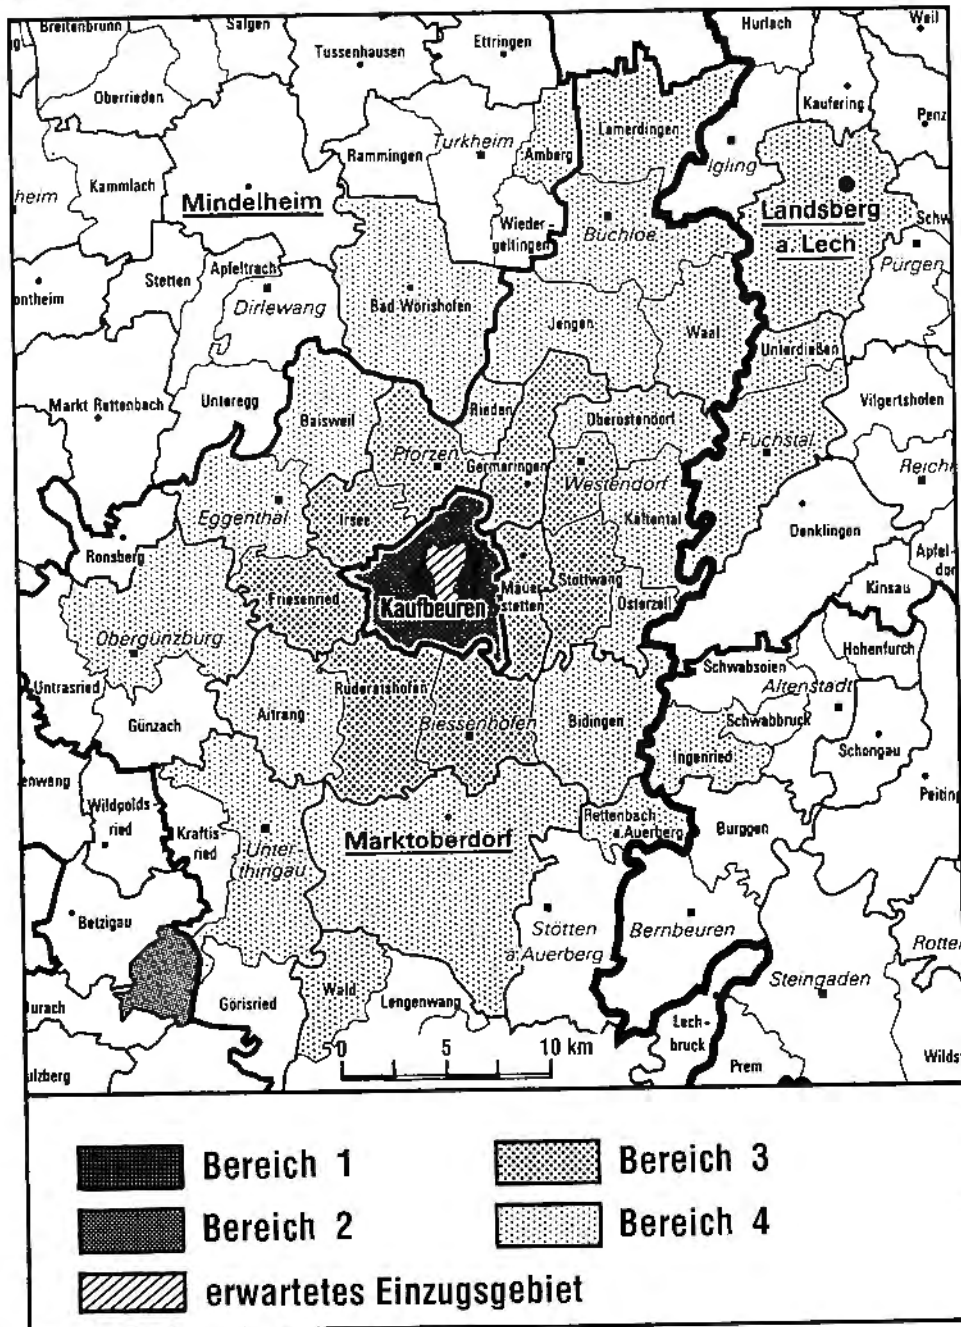 Breitenbrunn
Salgen
Tussenhausen
Ettringen
Hurlach
Weil
Oberrieden
Lamerdingen
Kaufering
Penz
Rammingen
Turkheim
Amberg
Igling
heim
Kammlach
Mindelheim
Wieder-
geltingen
Buchloe
Landsberg
a. Lech
Schw
Stetten
Apfeltrach
Pürgen
ontheim
Dirlewang
Bad Wörishofen
Jengen
Waal
Unterdießen
Markt Rettenbach
Unteregg
Baisweil
Rieden
Oberostendorf
Vilgertshofen
Pforzen
Germaringen
Fuchstal
Westendorf
Reiche
Eggenthal
Irsee
Kaltental
Denklingen
Ronsberg
Apfel-
dor
Friesenried
Kaufbeuren
Mauer
stetten
Stöttwang
Osterzell
Kinsau
Obergünzburg
Hohenfurch
Schwabsoien
Untrasried
Ruderatshofen
Altenstadt
Günzach
Aitrang
Biessenhofen
Bidingen
Schwabbruck
Ingenried
Schongau
enwang
Wildpolds
ried
Kraftis
ried
Unter
thingau
Marktoberdorf
Rettenbach
a.Auerberg
Burggen
Peiting
Betzigau
Stötten
a.Auerberg
Bernbeuren
Rotten
Steingaden
Durach
Görisried
Wald
Lengenwang
Lech-
bruck
Prem
Wildst
ulzberg
0 5 10 km
Bereich 1
Bereich 3
Bereich 2
Bereich 4
erwartetes Einzugsgebiet